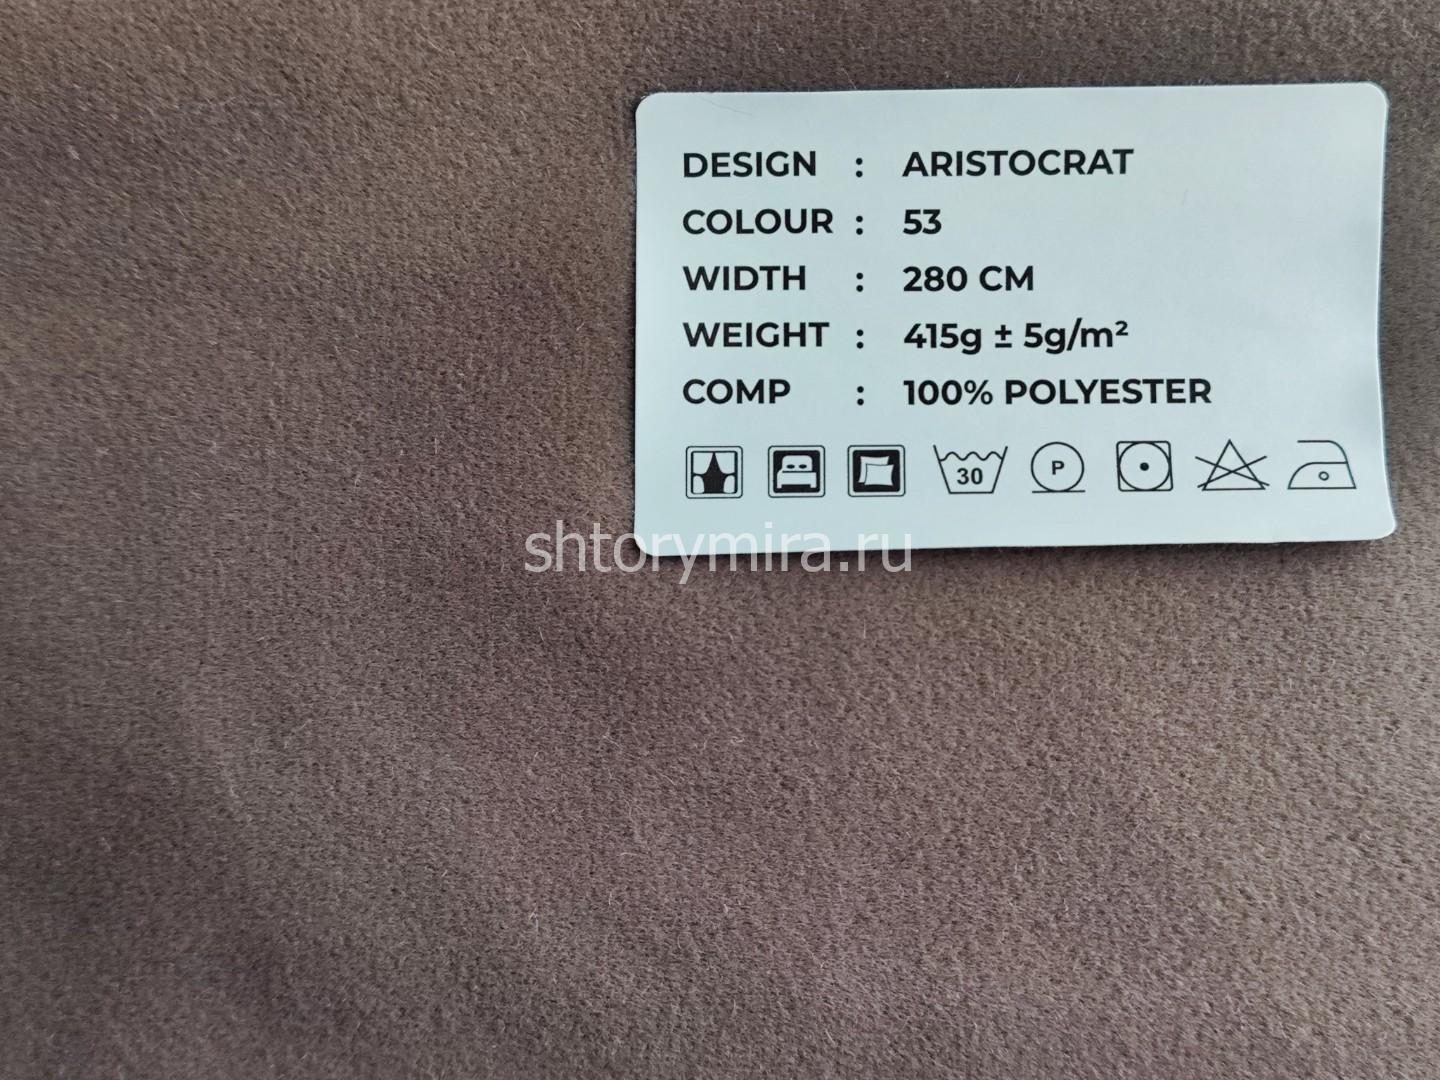 DESIGN : ARISTOCRAT
COLOUR : 53
WIDTH : 280 CM
WEIGHT : 415g ± 5g/m²
COMP : 100% POLYESTER
30 P
shtorymira.ru